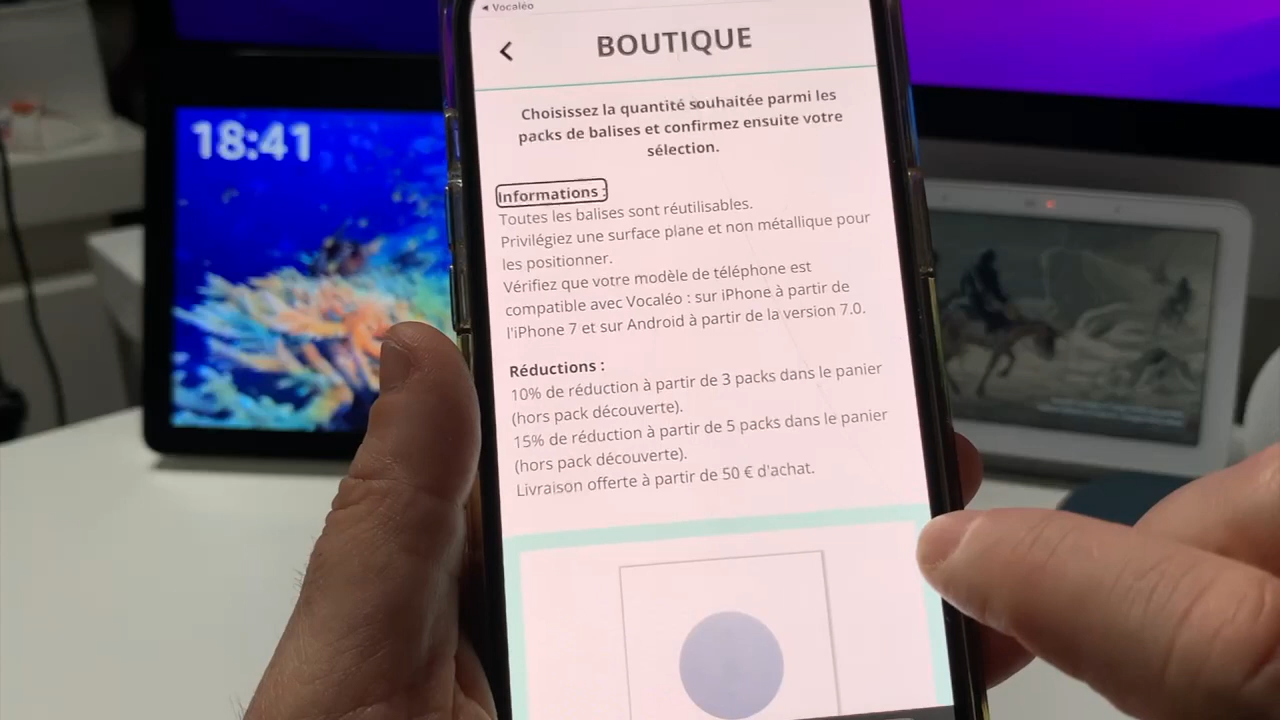 ◀ Vocaléo
BOUTIQUE
18:41
Choisissez la quantité souhaitée parmi les
packs de balises et confirmez ensuite votre
sélection.
Informations :
Toutes les balises sont réutilisables.
Privilégiez une surface plane et non métallique pour
les positionner.
Vérifiez que votre modèle de téléphone est
compatible avec Vocaléo : sur iPhone à partir de
l'iPhone 7 et sur Android à partir de la version 7.0.
Réductions :
10% de réduction à partir de 3 packs dans le panier
(hors pack découverte).
15% de réduction à partir de 5 packs dans le panier
(hors pack découverte).
Livraison offerte à partir de 50 € d'achat.